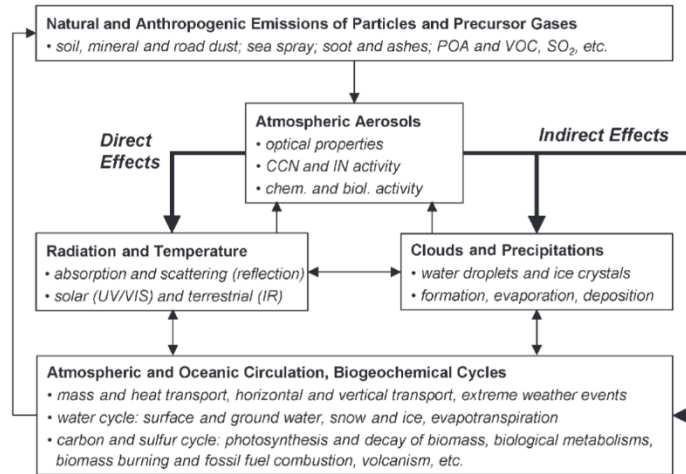 Natural and Anthropogenic Emissions of Particles and Precursor Gases
• soil, mineral and road dust; sea spray; soot and ashes; POA and VOC, SO₂, etc.
Direct
Effects
Atmospheric Aerosols
• optical properties
• CCN and IN activity
• chem. and biol. activity
Indirect Effects
Radiation and Temperature
• absorption and scattering (reflection)
• solar (UV/VIS) and terrestrial (IR)
Clouds and Precipitations
• water droplets and ice crystals
• formation, evaporation, deposition
Atmospheric and Oceanic Circulation, Biogeochemical Cycles
• mass and heat transport, horizontal and vertical transport, extreme weather events
• water cycle: surface and ground water, snow and ice, evapotranspiration
• carbon and sulfur cycle: photosynthesis and decay of biomass, biological metabolisms,
biomass burning and fossil fuel combustion, volcanism, etc.